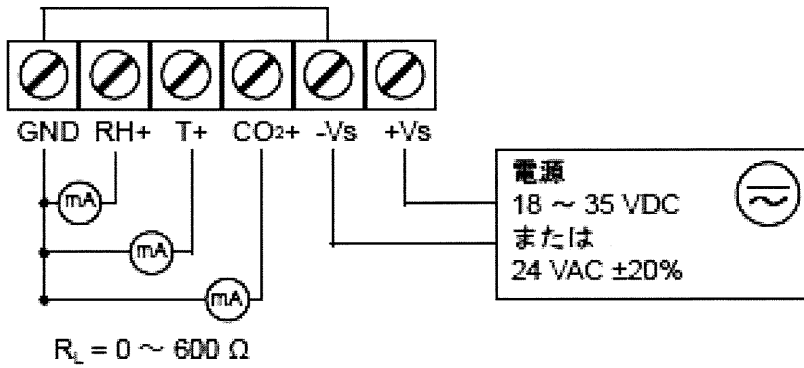 GND RH+ T+ CO2+ -Vs +Vs
mA
mA
mA
電源
18 ～ 35 VDC
または
24 VAC ±20%
RL = 0 ～ 600 Ω